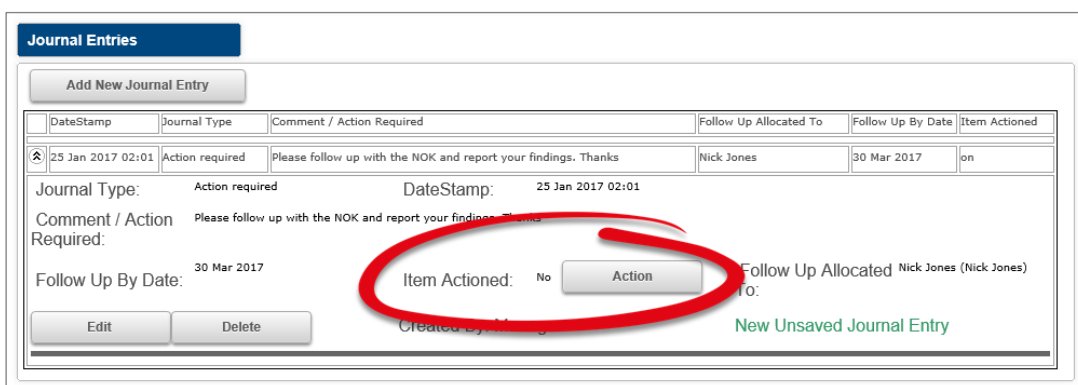 Journal Entries
Add New Journal Entry
DateStamp Journal Type Comment / Action Required Follow Up Allocated To Follow Up By Date Item Actioned
25 Jan 2017 02:01 Action required Please follow up with the NOK and report your findings. Thanks Nick Jones 30 Mar 2017 on
Journal Type: Action required DateStamp: 25 Jan 2017 02:01
Comment / Action Required: Please follow up with the NOK and report your findings. Thanks
Follow Up By Date: 30 Mar 2017 Item Actioned: No Action Follow Up Allocated To: Nick Jones (Nick Jones)
Edit Delete Created By: New Unsaved Journal Entry